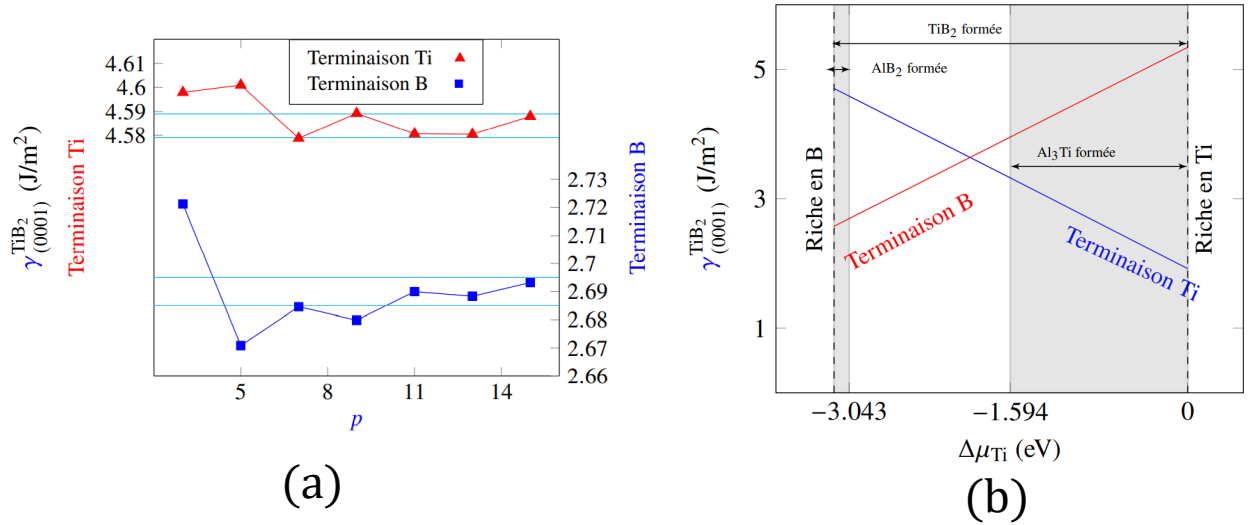 Terminaison Ti
Terminaison B
4.61
4.6
4.59
4.58
2.73
2.72
2.71
2.7
2.69
2.68
2.67
2.66
5
8
11
14
p
γ^{TiB₂}_{(0001)} (J/m²)
Terminaison Ti
Terminaison B
(a)
TiB₂ formée
AlB₂ formée
Al₃Ti formée
Riche en B
Riche en Ti
Terminaison B
Terminaison Ti
5
3
1
−3.043
−1.594
0
Δμ_{Ti} (eV)
γ^{TiB₂}_{(0001)} (J/m²)
(b)